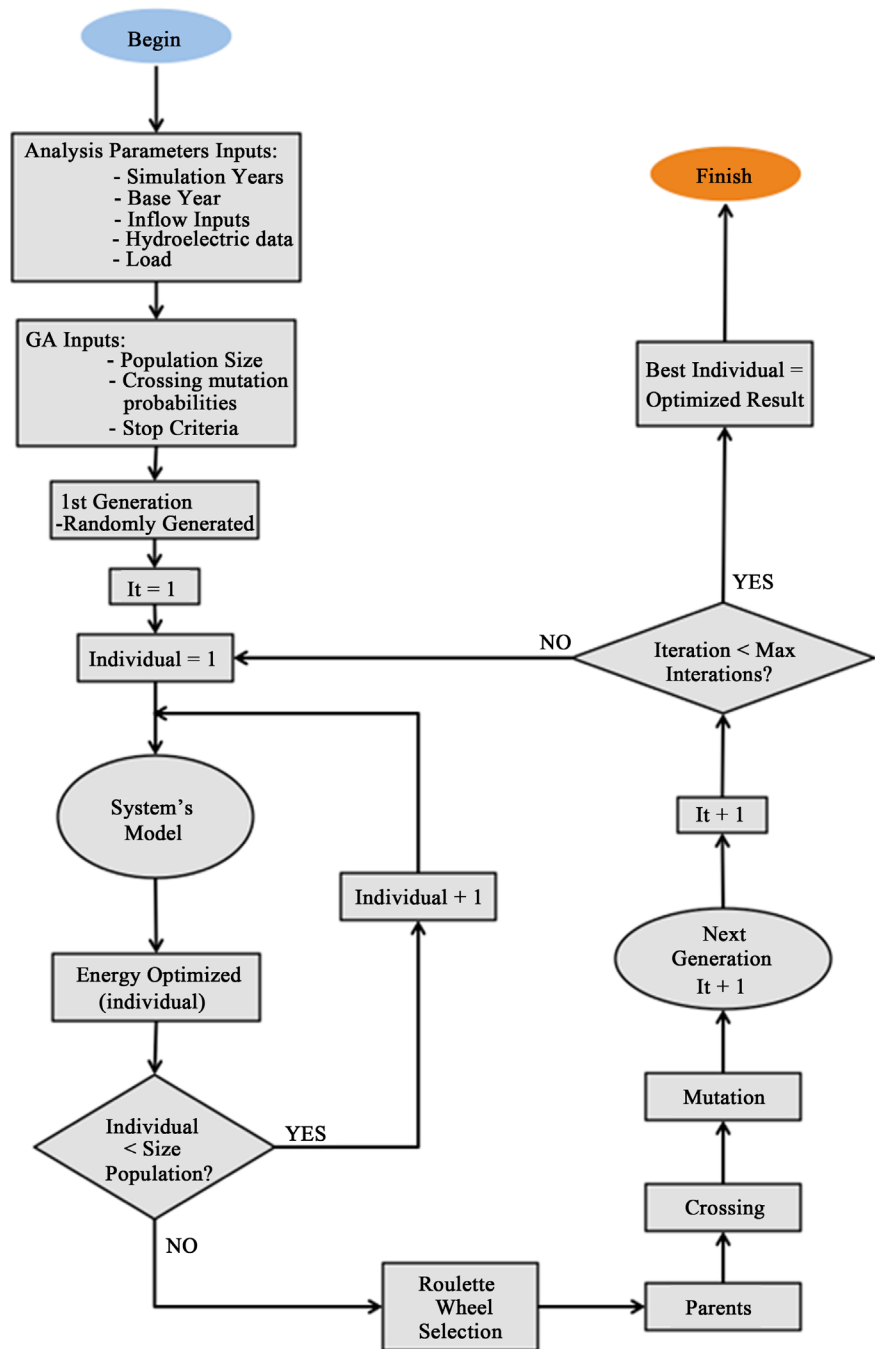 Begin
Analysis Parameters Inputs:
- Simulation Years
- Base Year
- Inflow Inputs
- Hydroelectric data
- Load
GA Inputs:
- Population Size
- Crossing mutation
probabilities
- Stop Criteria
1st Generation
-Randomly Generated
It = 1
Individual = 1
System's
Model
Energy Optimized
(individual)
Individual
< Size
Population?
YES
Individual + 1
NO
Roulette
Wheel
Selection
Parents
Crossing
Mutation
Next
Generation
It + 1
It + 1
Iteration < Max
Interations?
NO
YES
Best Individual =
Optimized Result
Finish